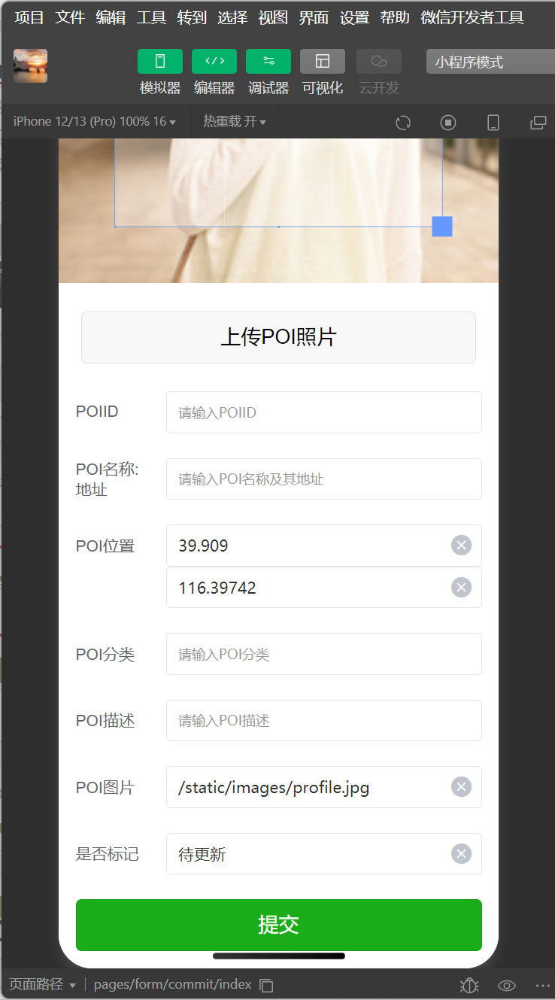 项目 文件 编辑 工具 转到 选择 视图 界面 设置 帮助 微信开发者工具
模拟器 编辑器 调试器 可视化 云开发 小程序模式
iPhone 12/13 (Pro) 100% 16 热重载 开
上传POI照片
POIID 请输入POIID
POI名称:
地址 请输入POI名称及其地址
POI位置 39.909
116.39742
POI分类 请输入POI分类
POI描述 请输入POI描述
POI图片 /static/images/profile.jpg
是否标记 待更新
提交
页面路径 pages/form/commit/index